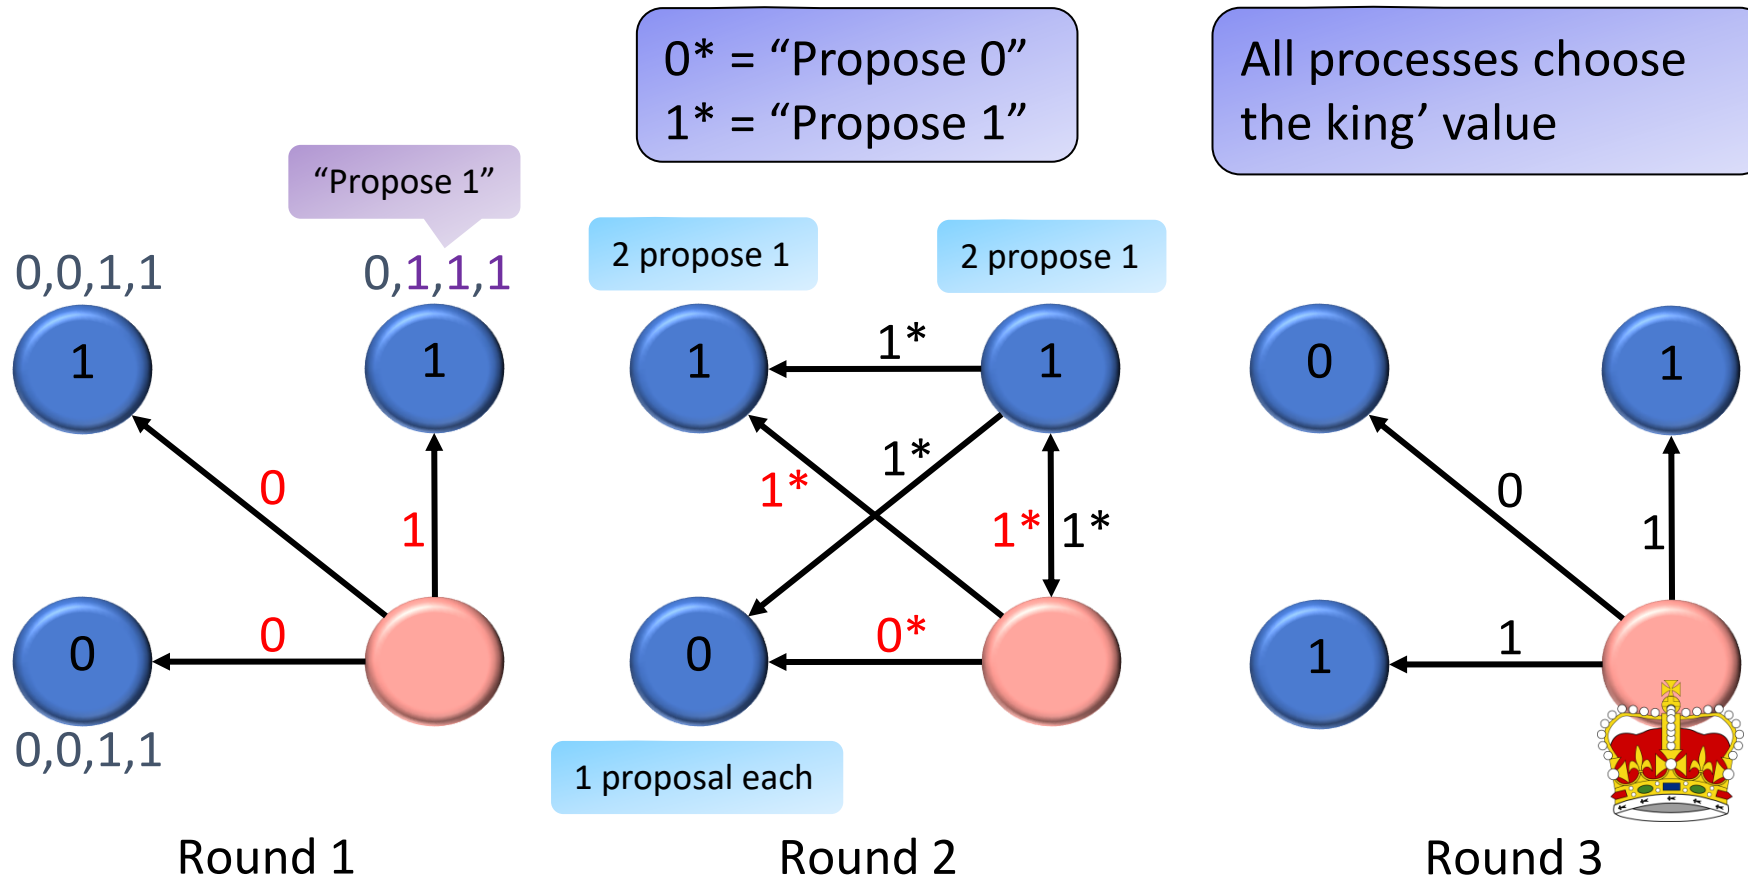 0* = “Propose 0”
1* = “Propose 1”
All processes choose
the king’ value
“Propose 1”
0,0,1,1
0,1,1,1
1
1
0
1
0
0
0,0,1,1
Round 1
2 propose 1
2 propose 1
1
1*
1
1*
1*
1*
1*
0
0*
1 proposal each
Round 2
0
1
0
1
1
1
Round 3